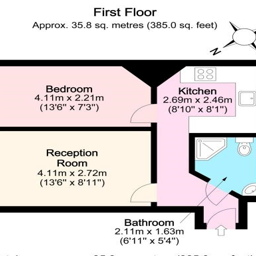 First Floor
Approx. 35.8 sq. metres (385.0 sq. feet)
N
Bedroom
4.11m x 2.21m
(13'6" x 7'3")
Kitchen
2.69m x 2.46m
(8'10" x 8'1")
Reception
Room
4.11m x 2.72m
(13'6" x 8'11")
Bathroom
2.11m x 1.63m
(6'11" x 5'4")